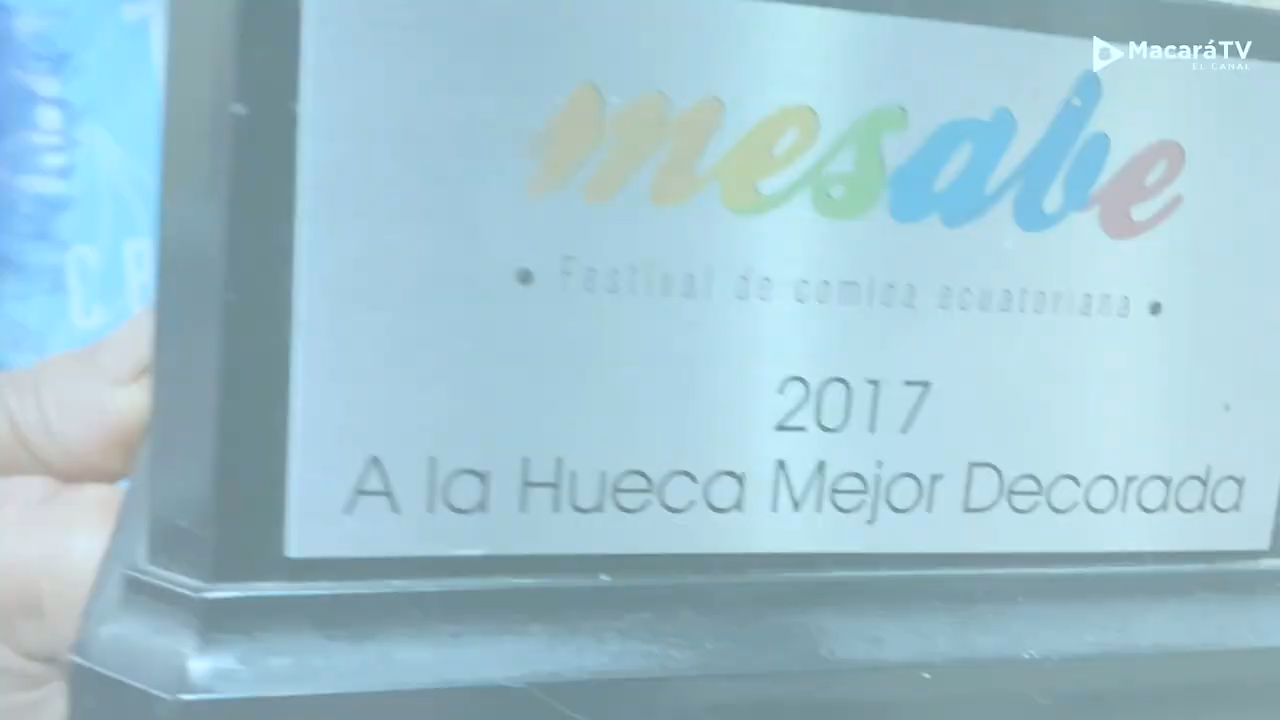 MacaráTV
EL CANAL
mesabe
• Festival de comida ecuatoriana •
2017
A la Hueca Mejor Decorada